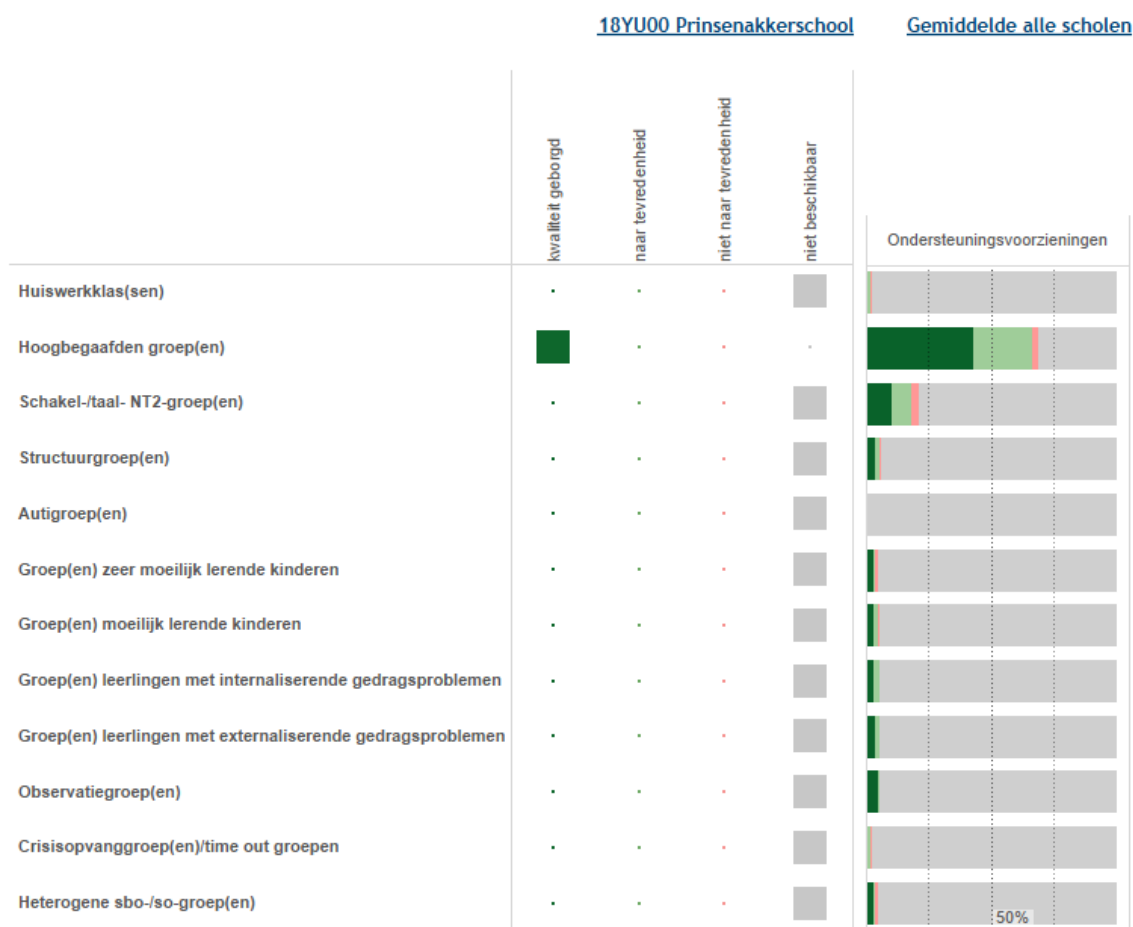 18YU00 Prinsenakkerschool Gemiddelde alle scholen
kwaliteit geborgd
naar tevredenheid
niet naar tevredenheid
niet beschikbaar
Ondersteuningsvoorzieningen
Huiswerkklas(sen)
Hoogbegaafden groep(en)
Schakel-/taal- NT2-groep(en)
Structuurgroep(en)
Autigroep(en)
Groep(en) zeer moeilijk lerende kinderen
Groep(en) moeilijk lerende kinderen
Groep(en) leerlingen met internaliserende gedragsproblemen
Groep(en) leerlingen met externaliserende gedragsproblemen
Observatiegroep(en)
Crisisopvanggroep(en)/time out groepen
Heterogene sbo-/so-groep(en)
50%